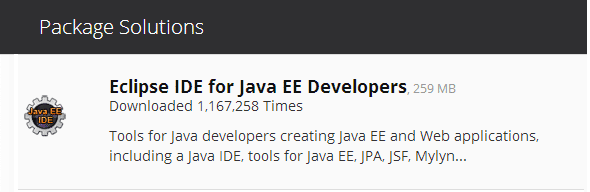 Package Solutions
Eclipse IDE for Java EE Developers, 259 MB
Downloaded 1,167,258 Times
Java EE
IDE
Tools for Java developers creating Java EE and Web applications,
including a Java IDE, tools for Java EE, JPA, JSF, Mylyn...